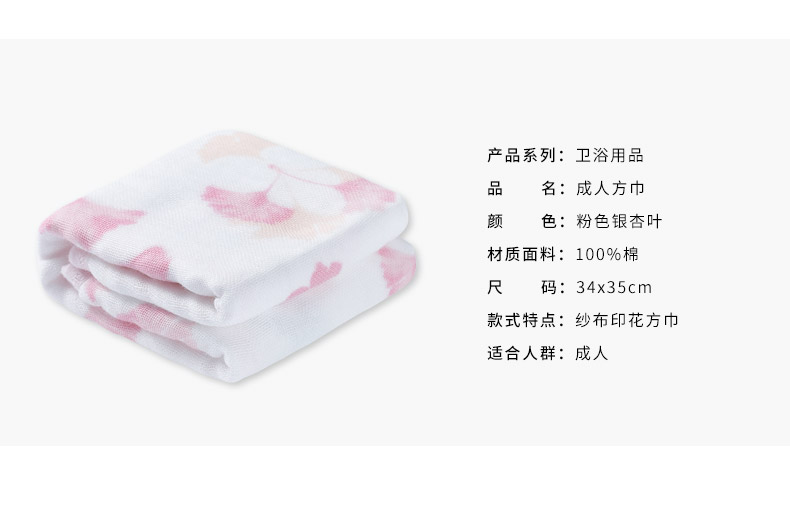 产品系列：卫浴用品
品　　名：成人方巾
颜　　色：粉色银杏叶
材质面料：100%棉
尺　　码：34x35cm
款式特点：纱布印花方巾
适合人群：成人